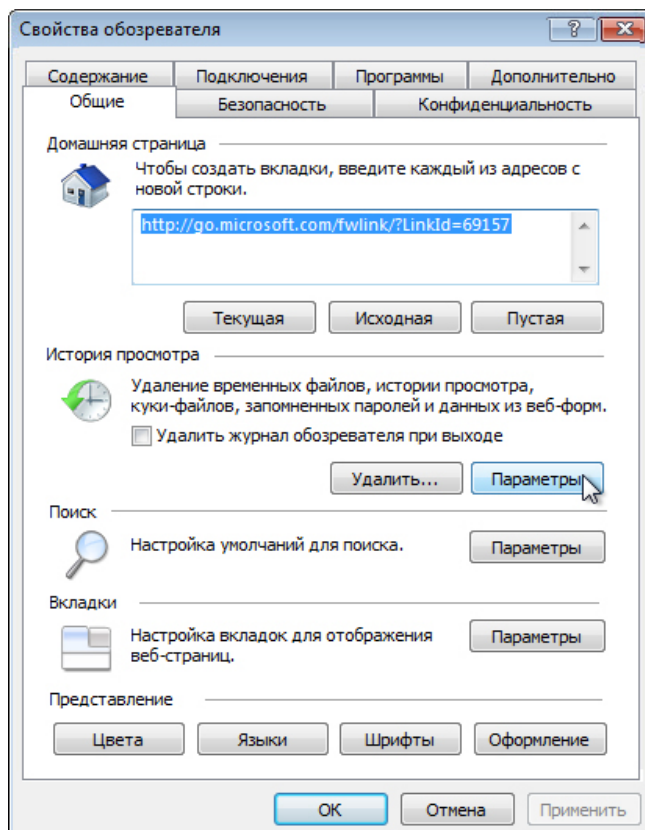 Свойства обозревателя
Содержание Подключения Программы Дополнительно
Общие Безопасность Конфиденциальность
Домашняя страница
Чтобы создать вкладки, введите каждый из адресов с
новой строки.
http://go.microsoft.com/fwlink/?LinkId=69157
Текущая Исходная Пустая
История просмотра
Удаление временных файлов, истории просмотра,
куки-файлов, запомненных паролей и данных из веб-форм.
Удалить журнал обозревателя при выходе
Удалить... Параметры
Поиск
Настройка умолчаний для поиска. Параметры
Вкладки
Настройка вкладок для отображения Параметры
веб-страниц.
Представление
Цвета Языки Шрифты Оформление
ОК Отмена Применить